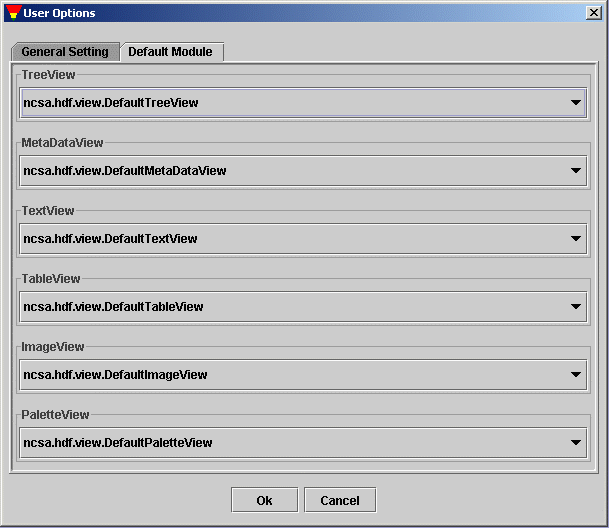 User Options
General Setting Default Module
TreeView
ncsa.hdf.view.DefaultTreeView
MetaDataView
ncsa.hdf.view.DefaultMetaDataView
TextView
ncsa.hdf.view.DefaultTextView
TableView
ncsa.hdf.view.DefaultTableView
ImageView
ncsa.hdf.view.DefaultImageView
PaletteView
ncsa.hdf.view.DefaultPaletteView
Ok Cancel